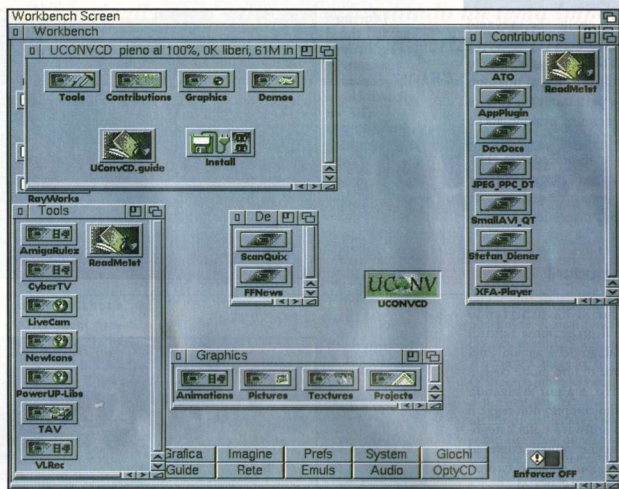 Workbench Screen
Workbench
UCONVCD pieno al 100%, 0K liberi, 61M in
Tools
Contributions
Graphics
Demos
UConvCD.guide
Install
RayWorks
Contributions
ATO
ReadMe1st
AppPlugin
DevDocs
JPEG_PPC_DT
SmallAVI_QT
Stefan_Diener
XFA-Player
Tools
AmigaRulez
ReadMe1st
CyberTV
LiveCam
NewIcons
PowerUP-Libs
TAV
VLRec
De
ScanQuix
FFNews
UCONV
UCONVCD
Graphics
Animations
Pictures
Textures
Projects
Grafica
Imagine
Prefs
System
Giochi
Guide
Rete
Emuls
Audio
OptyCD
Enforcer OFF